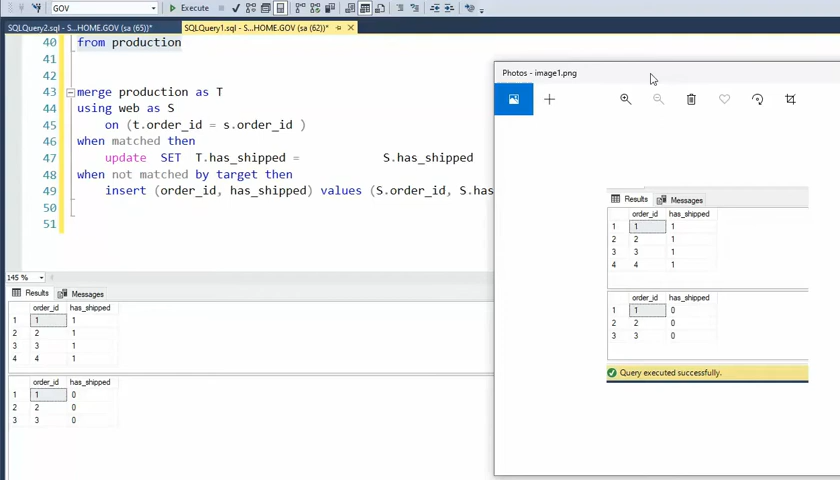 GOV
Execute
SQLQuery2.sql - S...HOME.GOV (sa (65))*
SQLQuery1.sql - S...HOME.GOV (sa (62))*
40 from production
41
42
43 merge production as T
44 using web as S
45 on (t.order_id = s.order_id )
46 when matched then
47 update SET T.has_shipped = S.has_shipped
48 when not matched by target then
49 insert (order_id, has_shipped) values (S.order_id, S.has
50
51
145 %
Results Messages
order_id has_shipped
1 1 1
2 2 1
3 3 1
4 4 1
order_id has_shipped
1 1 0
2 2 0
3 3 0
Photos - image1.png
Results Messages
order_id has_shipped
1 1 1
2 2 1
3 3 1
4 4 1
order_id has_shipped
1 1 0
2 2 0
3 3 0
Query executed successfully.